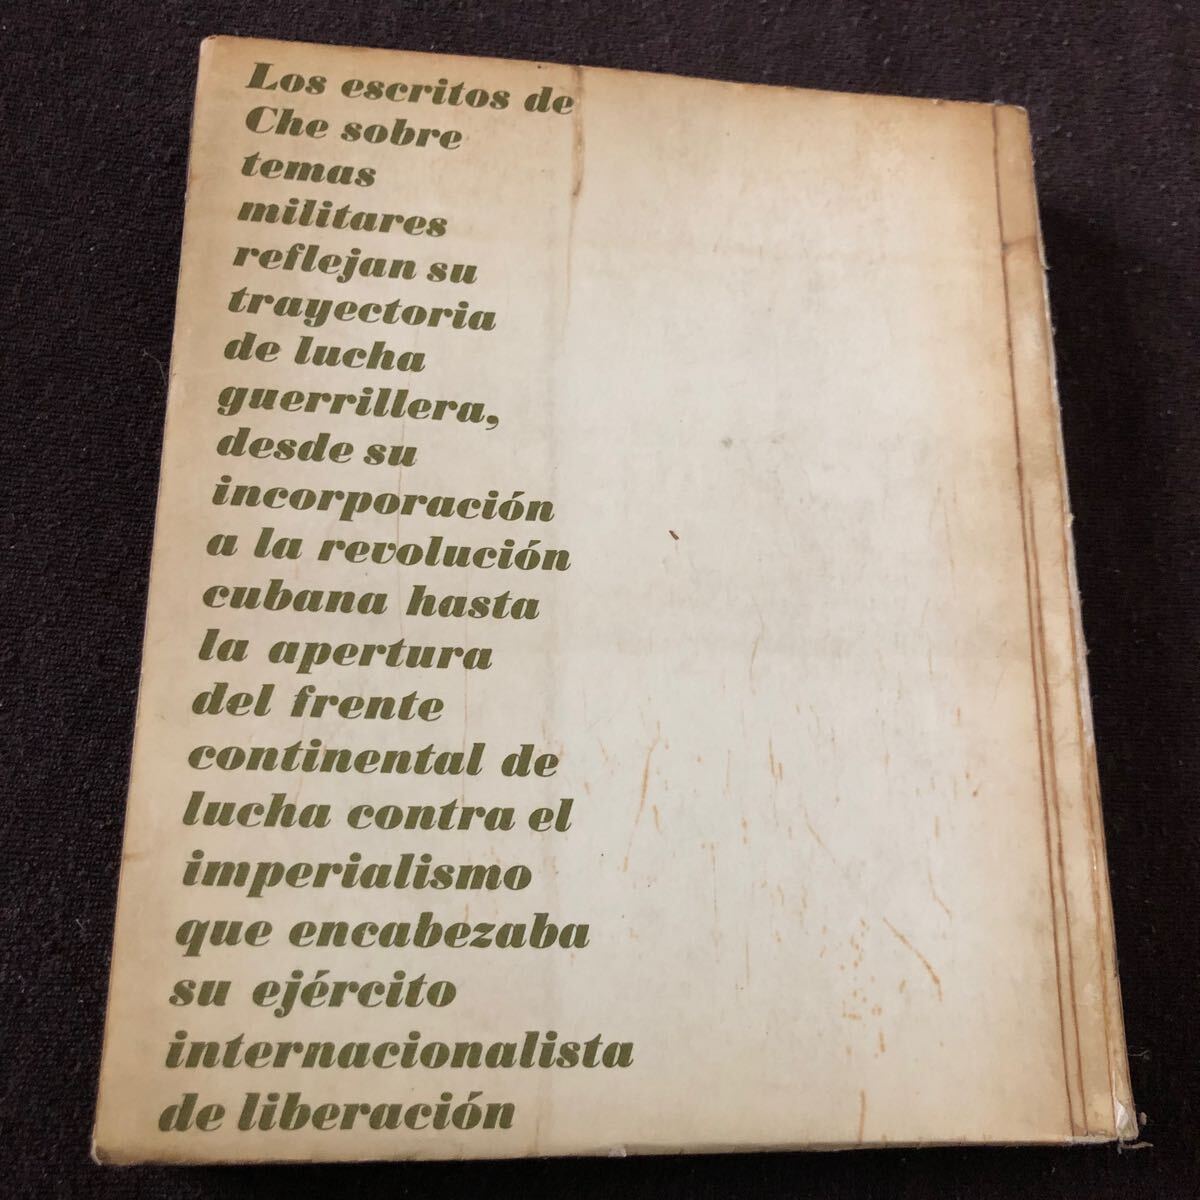 Los escritos de
Che sobre
temas
militares
reflejan su
trayectoria
de lucha
guerrillera,
desde su
incorporación
a la revolución
cubana hasta
la apertura
del frente
continental de
lucha contra el
imperialismo
que encabezaba
su ejército
internacionalista
de liberación